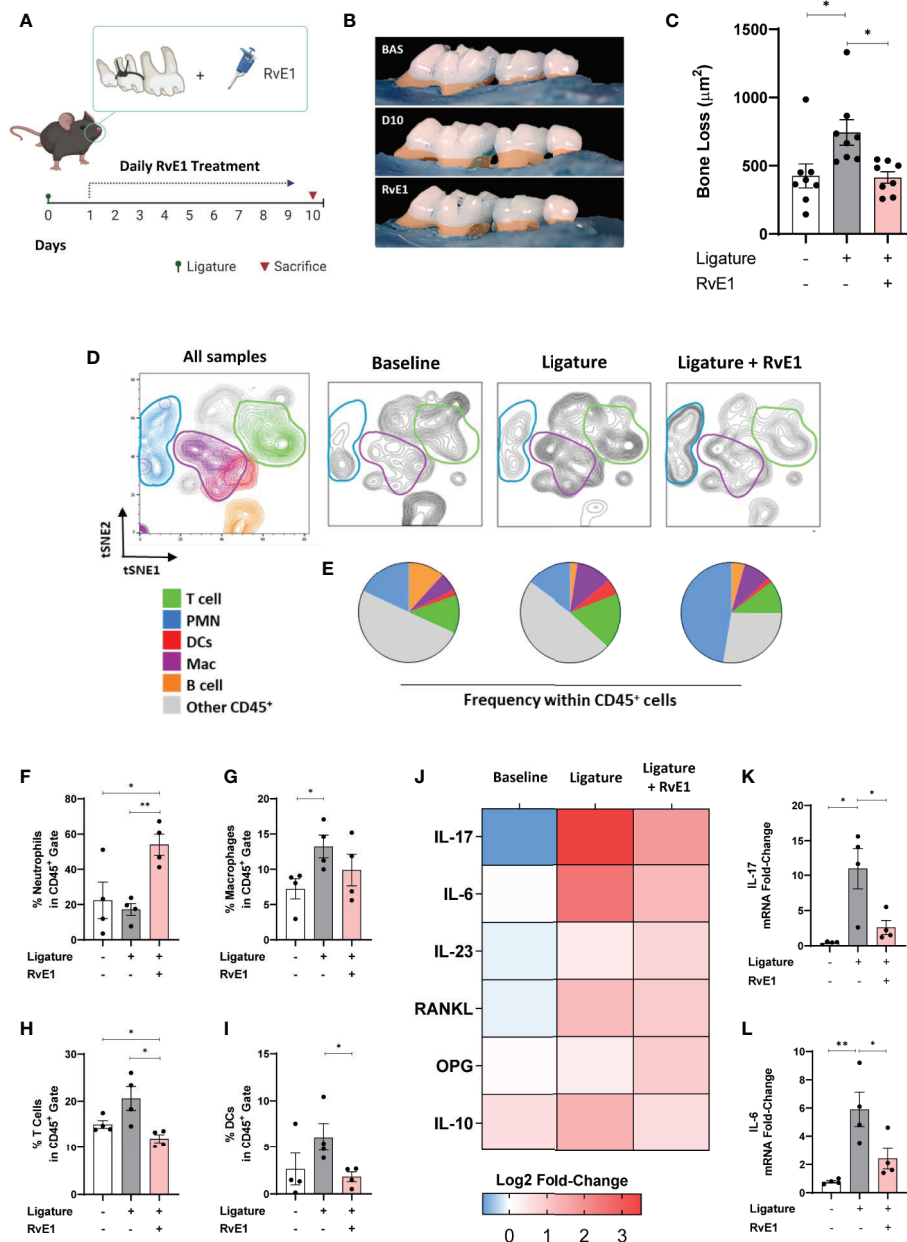 A
+ RvE1
Daily RvE1 Treatment
0 1 2 3 4 5 6 7 8 9 10
Days
Ligature Sacrifice
B
BAS
D10
RvE1
C
* *
Bone Loss (μm²)
1500
1000
500
0
Ligature - + +
RvE1 - - +
D
All samples Baseline Ligature Ligature + RvE1
tSNE2
tSNE1
T cell
PMN
DCs
Mac
B cell
Other CD45⁺
E
Frequency within CD45⁺ cells
F
* **
% Neutrophils
in CD45⁺ Gate
80
60
40
20
0
Ligature - + +
RvE1 - - +
G
*
% Macrophages
in CD45⁺ Gate
20
15
10
5
0
Ligature - + +
RvE1 - - +
H
* *
% T Cells
in CD45⁺ Gate
30
20
10
0
Ligature - + +
RvE1 - - +
I
*
% DCs
in CD45⁺ Gate
15
10
5
0
Ligature - + +
RvE1 - - +
J
Baseline Ligature Ligature
+ RvE1
IL-17
IL-6
IL-23
RANKL
OPG
IL-10
Log2 Fold-Change
0 1 2 3
K
* *
IL-17
mRNA Fold-Change
20
15
10
5
0
Ligature - + +
RvE1 - - +
L
** *
IL-6
mRNA Fold-Change
10
8
6
4
2
0
Ligature - + +
RvE1 - - +